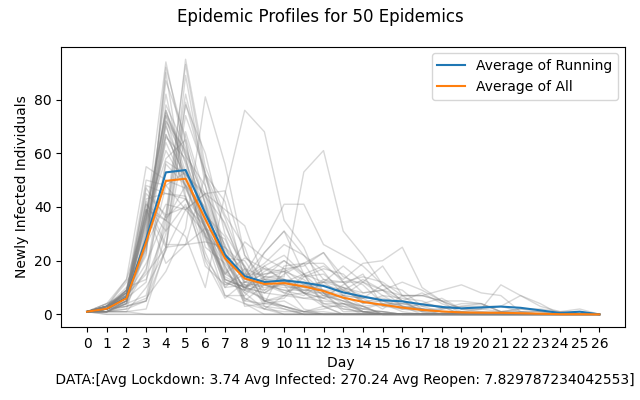 Epidemic Profiles for 50 Epidemics
Average of Running
Average of All
Newly Infected Individuals
80
60
40
20
0
0 1 2 3 4 5 6 7 8 9 10 11 12 13 14 15 16 17 18 19 20 21 22 23 24 25 26
Day
DATA:[Avg Lockdown: 3.74 Avg Infected: 270.24 Avg Reopen: 7.829787234042553]